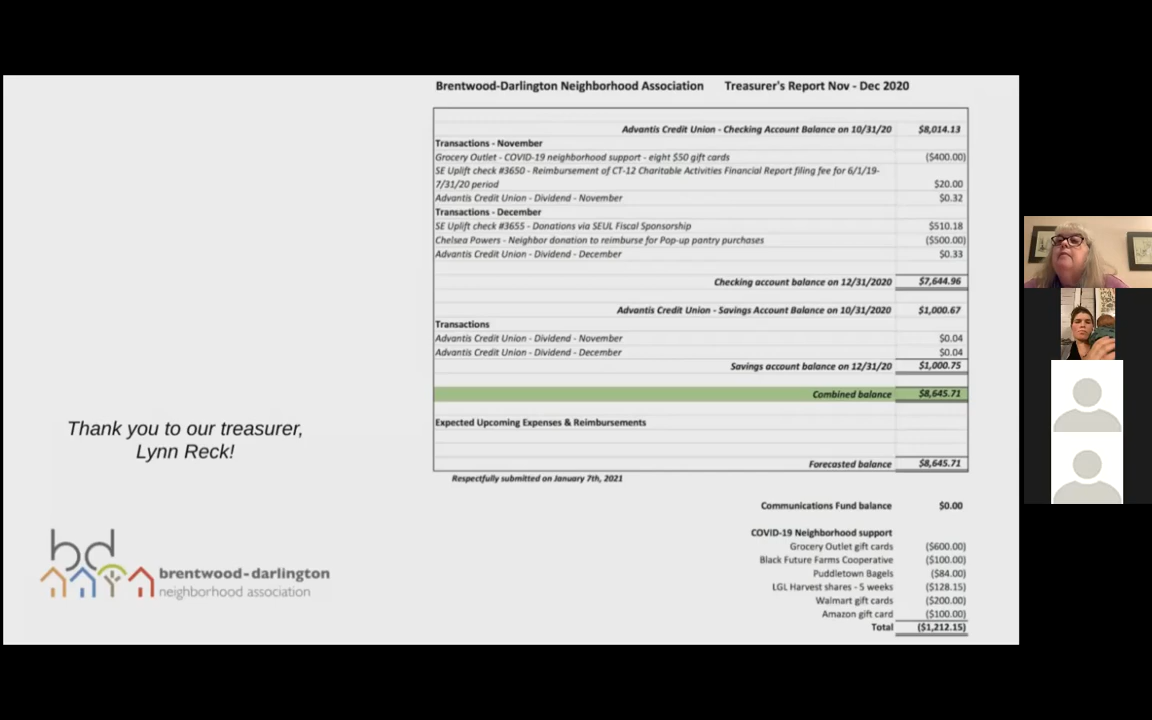 Brentwood-Darlington Neighborhood Association Treasurer's Report Nov - Dec 2020
Advantis Credit Union - Checking Account Balance on 10/31/20 $8,014.13
Transactions - November
Grocery Outlet - COVID-19 neighborhood support - eight $50 gift cards ($400.00)
SE Uplift check #3650 - Reimbursement of CT-12 Charitable Activities Financial Report filing fee for 6/1/19-
7/31/20 period $20.00
Advantis Credit Union - Dividend - November $0.32
Transactions - December
SE Uplift check #3655 - Donations via SEUL Fiscal Sponsorship $510.18
Chelsea Powers - Neighbor donation to reimburse for Pop-up pantry purchases ($500.00)
Advantis Credit Union - Dividend - December $0.33
Checking account balance on 12/31/2020 $7,644.96
Advantis Credit Union - Savings Account Balance on 10/31/2020 $1,000.67
Transactions
Advantis Credit Union - Dividend - November $0.04
Advantis Credit Union - Dividend - December $0.04
Savings account balance on 12/31/20 $1,000.75
Combined balance $8,645.71
Expected Upcoming Expenses & Reimbursements
Forecasted balance $8,645.71
Respectfully submitted on January 7th, 2021
Communications Fund balance $0.00
COVID-19 Neighborhood support
Grocery Outlet gift cards ($600.00)
Black Future Farms Cooperative ($100.00)
Puddletown Bagels ($84.00)
LGL Harvest shares - 5 weeks ($128.15)
Walmart gift cards ($200.00)
Amazon gift card ($100.00)
Total ($1,212.15)
Thank you to our treasurer,
Lynn Reck!
bd
brentwood-darlington
neighborhood association